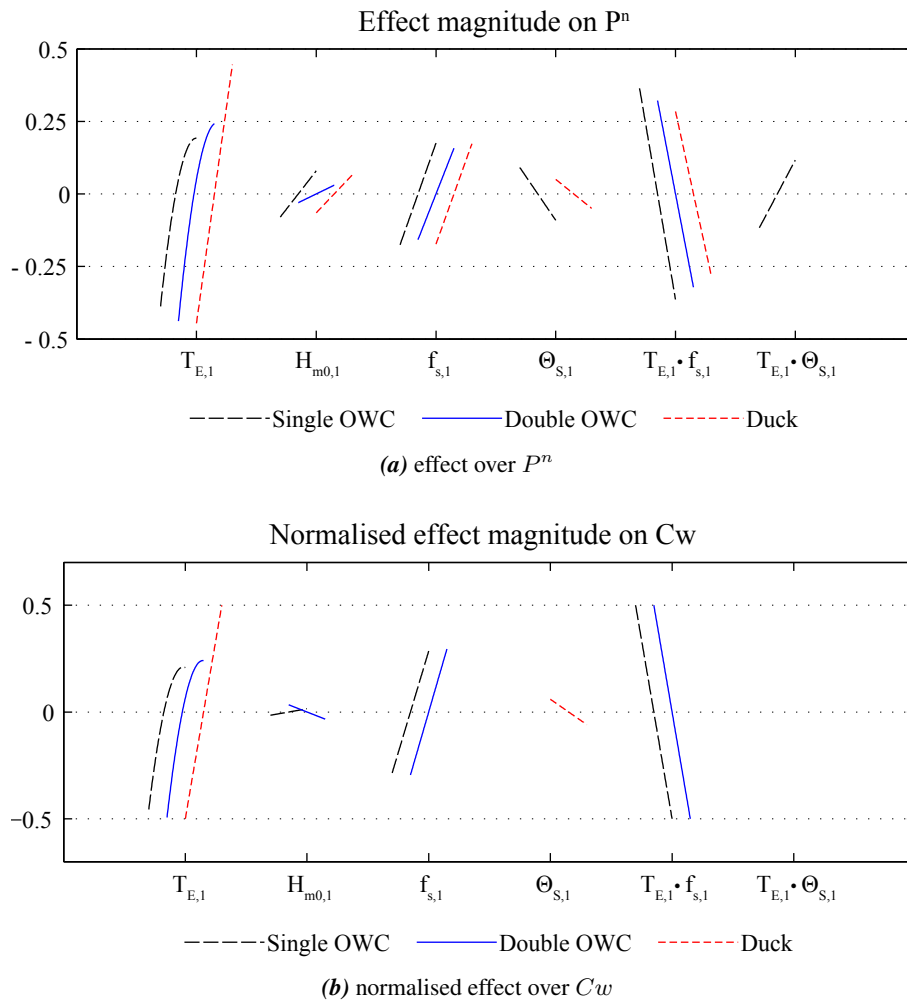 Effect magnitude on Pⁿ
0.5
0.25
0
- 0.25
- 0.5
T_E,1 H_m0,1 f_s,1 Θ_S,1 T_E,1 · f_s,1 T_E,1 · Θ_S,1
Single OWC Double OWC Duck
(a) effect over Pⁿ
Normalised effect magnitude on Cw
0.5
0
−0.5
T_E,1 H_m0,1 f_s,1 Θ_S,1 T_E,1 · f_s,1 T_E,1 · Θ_S,1
Single OWC Double OWC Duck
(b) normalised effect over Cw